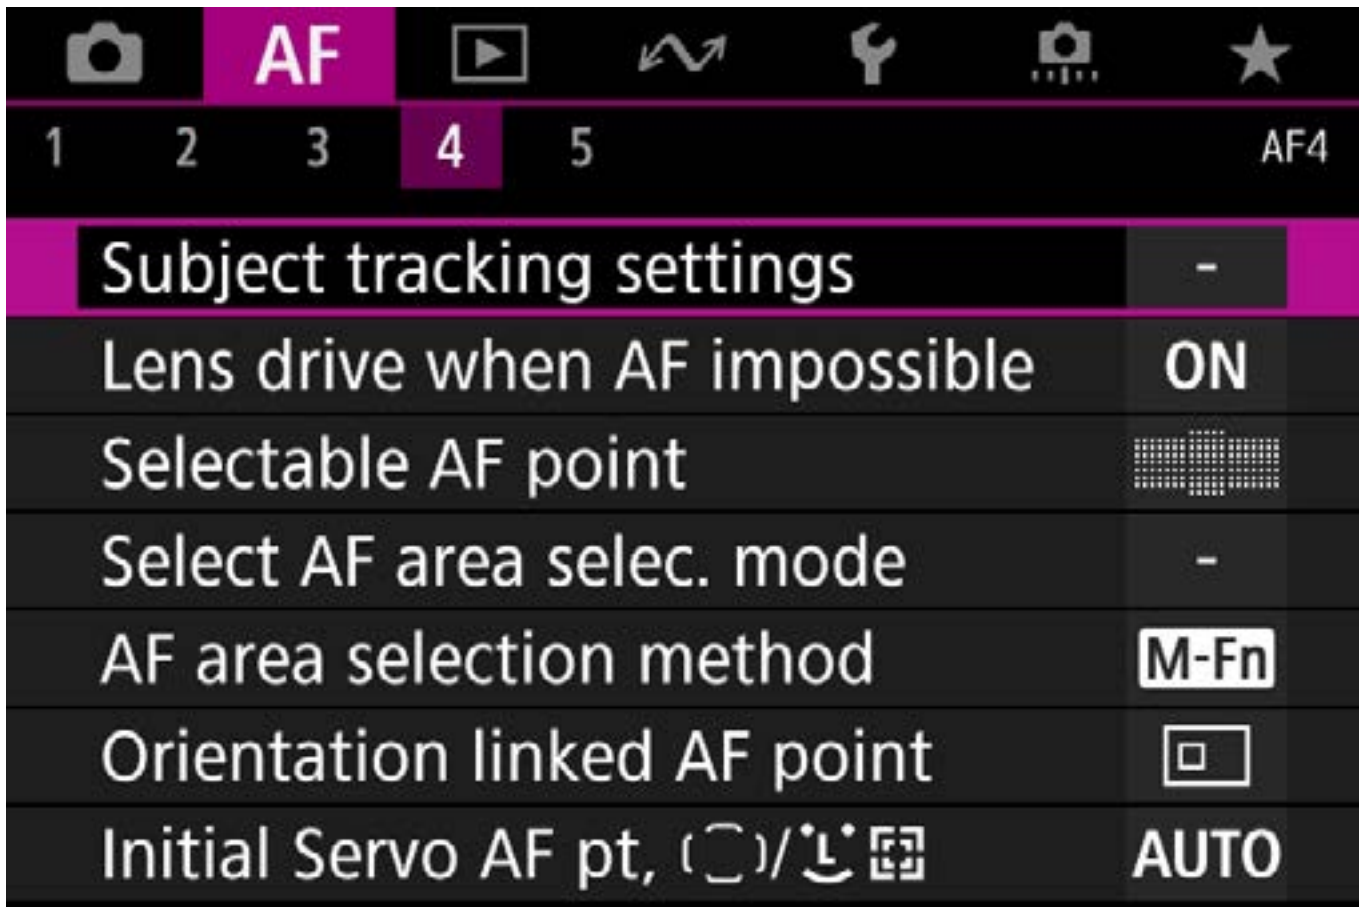 AF
1 2 3 4 5 AF4
Subject tracking settings -
Lens drive when AF impossible ON
Selectable AF point
Select AF area selec. mode -
AF area selection method M-Fn
Orientation linked AF point
Initial Servo AF pt, / AUTO